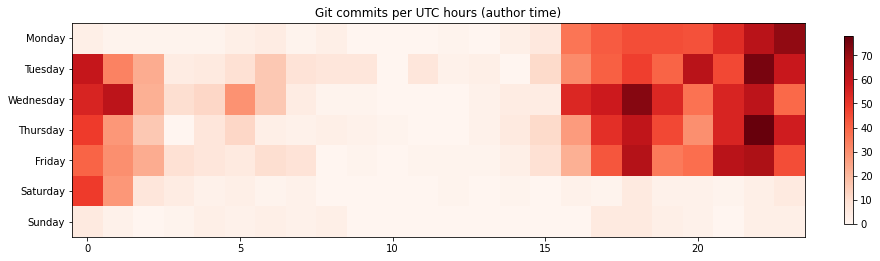 Git commits per UTC hours (author time)
Monday
Tuesday
Wednesday
Thursday
Friday
Saturday
Sunday
0 5 10 15 20
70
60
50
40
30
20
10
0